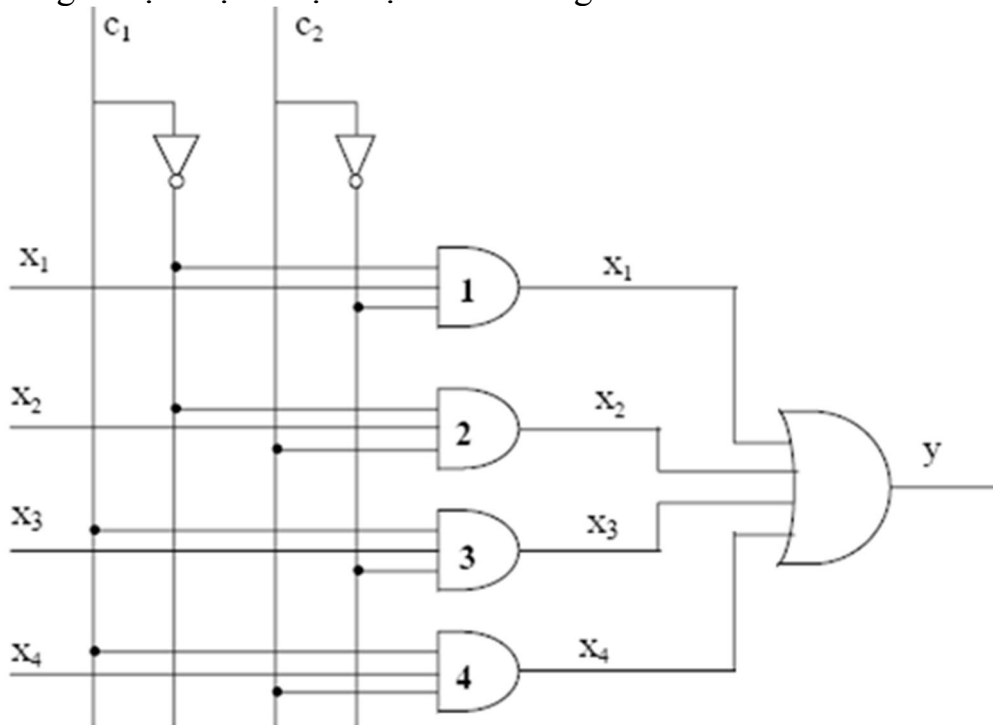 c₁ c₂
x₁ 1 x₁
x₂ 2 x₂
y
x₃ 3 x₃
x₄ 4 x₄